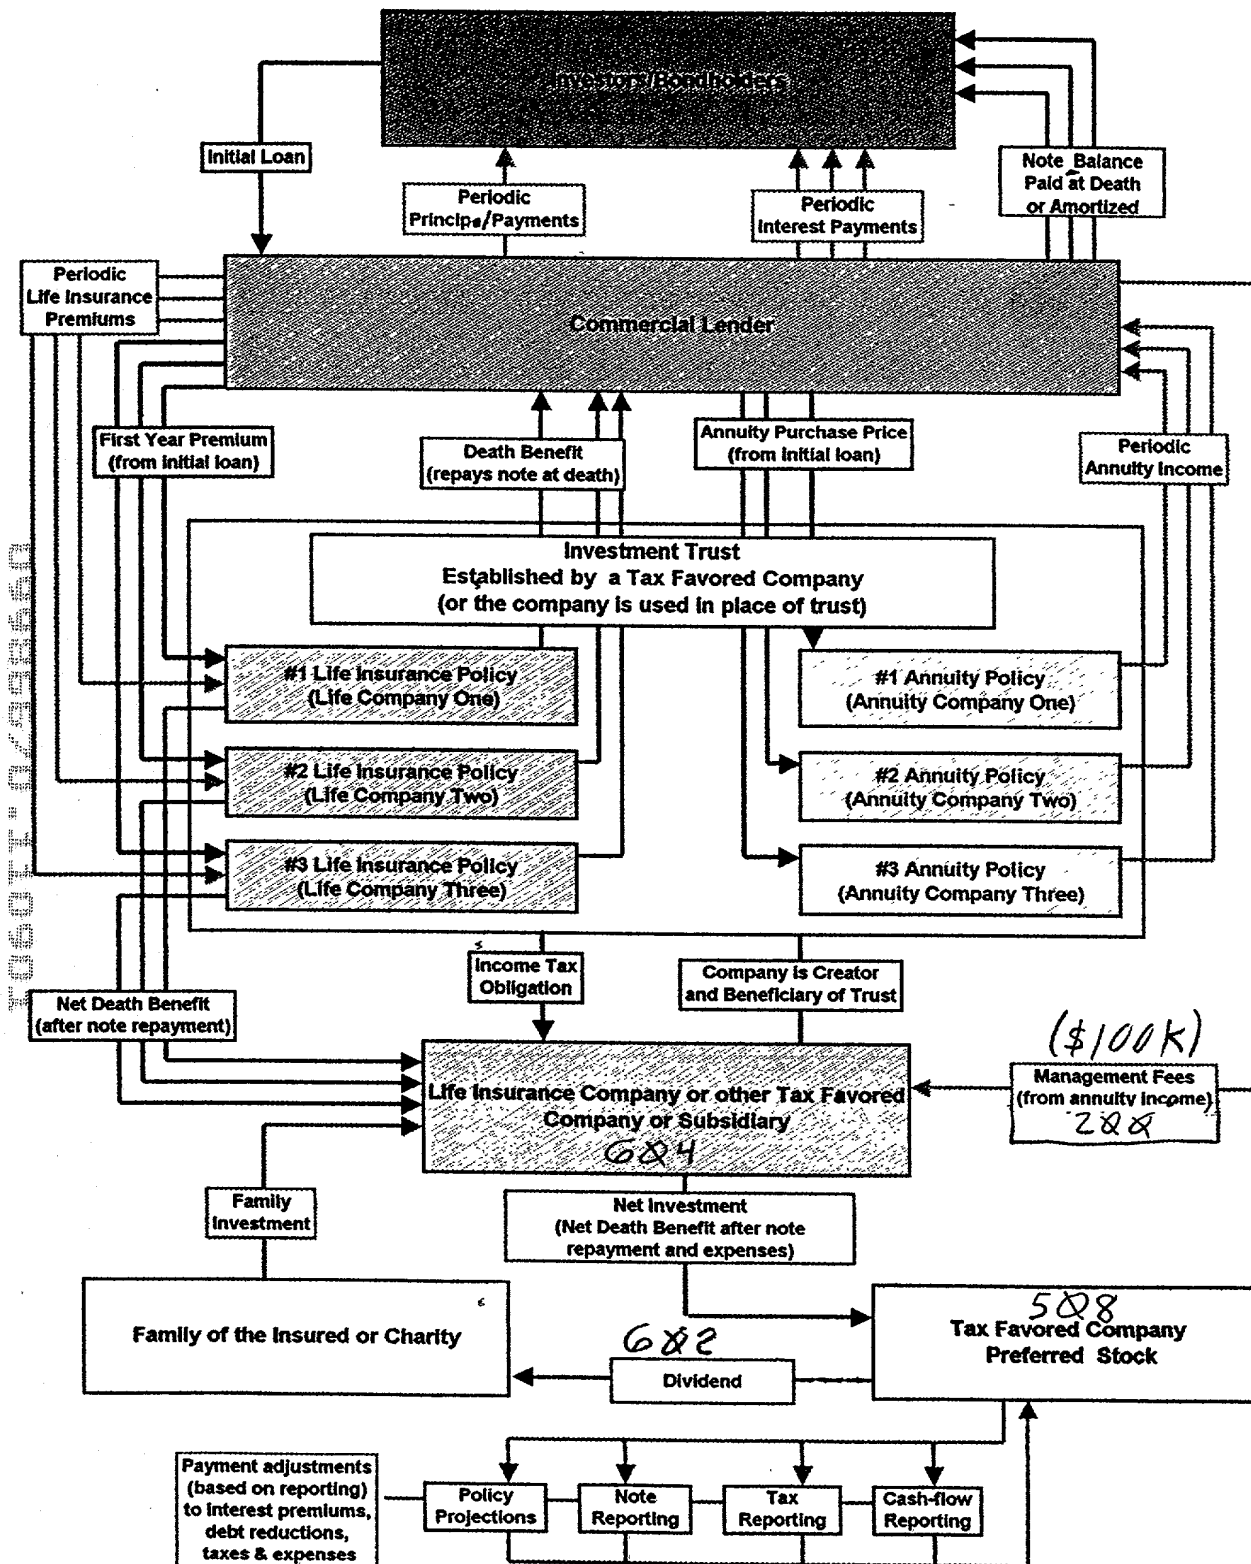 Investors/Bondholders
Initial Loan
Periodic
Payments
Periodic
Interest Payments
Note Balance
Paid at Death
or Amortized
Periodic
Life Insurance
Premiums
Commercial Lender
First Year Premium
(from initial loan)
Death Benefit
(repays note at death)
Annuity Purchase Price
(from initial loan)
Periodic
Annuity Income
Investment Trust
Established by a Tax Favored Company
(or the company is used in place of trust)
#1 Life Insurance Policy
(Life Company One)
#1 Annuity Policy
(Annuity Company One)
#2 Life Insurance Policy
(Life Company Two)
#2 Annuity Policy
(Annuity Company Two)
#3 Life Insurance Policy
(Life Company Three)
#3 Annuity Policy
(Annuity Company Three)
Income Tax
Obligation
Company is Creator
and Beneficiary of Trust
Net Death Benefit
(after note repayment)
($100K)
Management Fees
(from annuity income)
200
Life Insurance Company or other Tax Favored
Company or Subsidiary
604
Family
Investment
Net Investment
(Net Death Benefit after note
repayment and expenses)
Family of the Insured or Charity
602
Dividend
508
Tax Favored Company
Preferred Stock
Payment adjustments
(based on reporting)
to interest premiums,
debt reductions,
taxes & expenses
Policy
Projections
Note
Reporting
Tax
Reporting
Cash-flow
Reporting